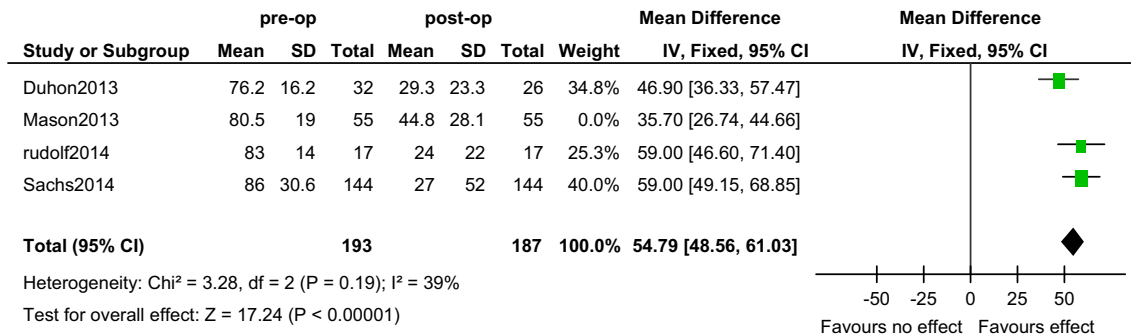 pre-op post-op Mean Difference Mean Difference
Study or Subgroup Mean SD Total Mean SD Total Weight IV, Fixed, 95% CI IV, Fixed, 95% CI
Duhon2013 76.2 16.2 32 29.3 23.3 26 34.8% 46.90 [36.33, 57.47]
Mason2013 80.5 19 55 44.8 28.1 55 0.0% 35.70 [26.74, 44.66]
rudolf2014 83 14 17 24 22 17 25.3% 59.00 [46.60, 71.40]
Sachs2014 86 30.6 144 27 52 144 40.0% 59.00 [49.15, 68.85]
Total (95% CI) 193 187 100.0% 54.79 [48.56, 61.03]
Heterogeneity: Chi² = 3.28, df = 2 (P = 0.19); I² = 39%
Test for overall effect: Z = 17.24 (P < 0.00001)
-50 -25 0 25 50
Favours no effect Favours effect